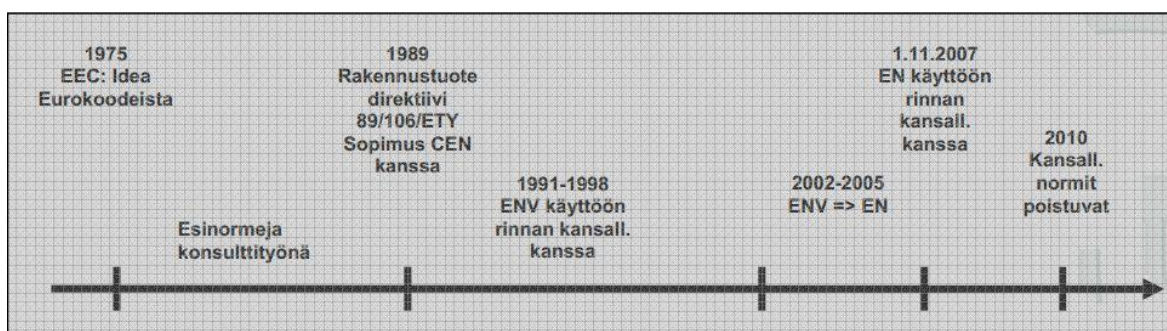 1975
EEC: Idea
Eurokoodeista
Esinormeja
konsulttityönä
1989
Rakennustuote
direktiivi
89/106/ETY
Sopimus CEN
kanssa
1991-1998
ENV käyttöön
rinnan kansall.
kanssa
2002-2005
ENV => EN
1.11.2007
EN käyttöön
rinnan
kansall.
kanssa
2010
Kansall.
normit
poistuvat